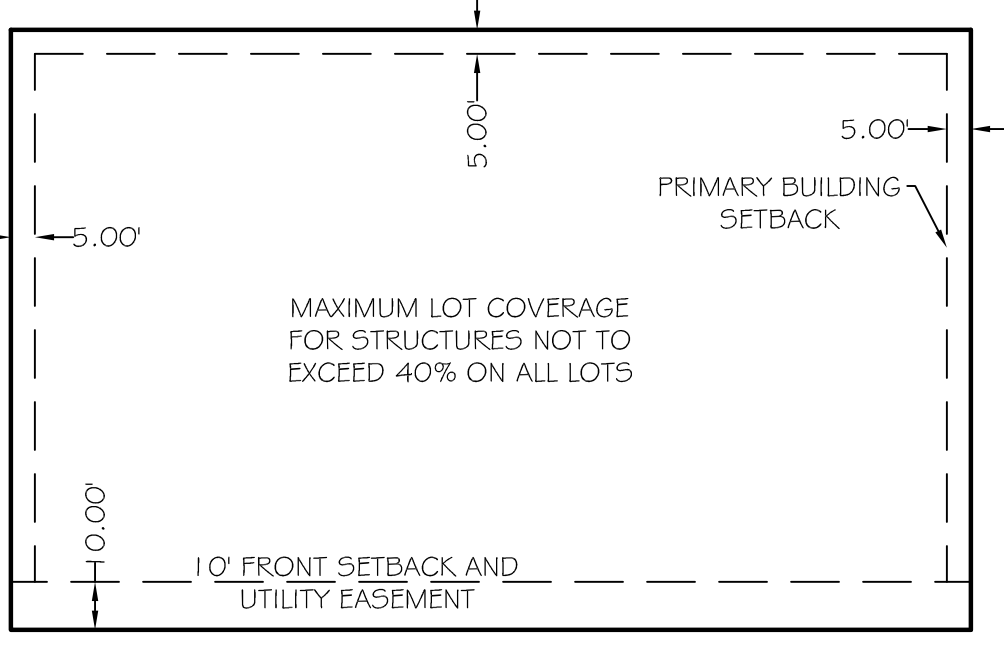 5.00'
5.00'
PRIMARY BUILDING
SETBACK
5.00'
MAXIMUM LOT COVERAGE
FOR STRUCTURES NOT TO
EXCEED 40% ON ALL LOTS
10.00'
10' FRONT SETBACK AND
UTILITY EASEMENT